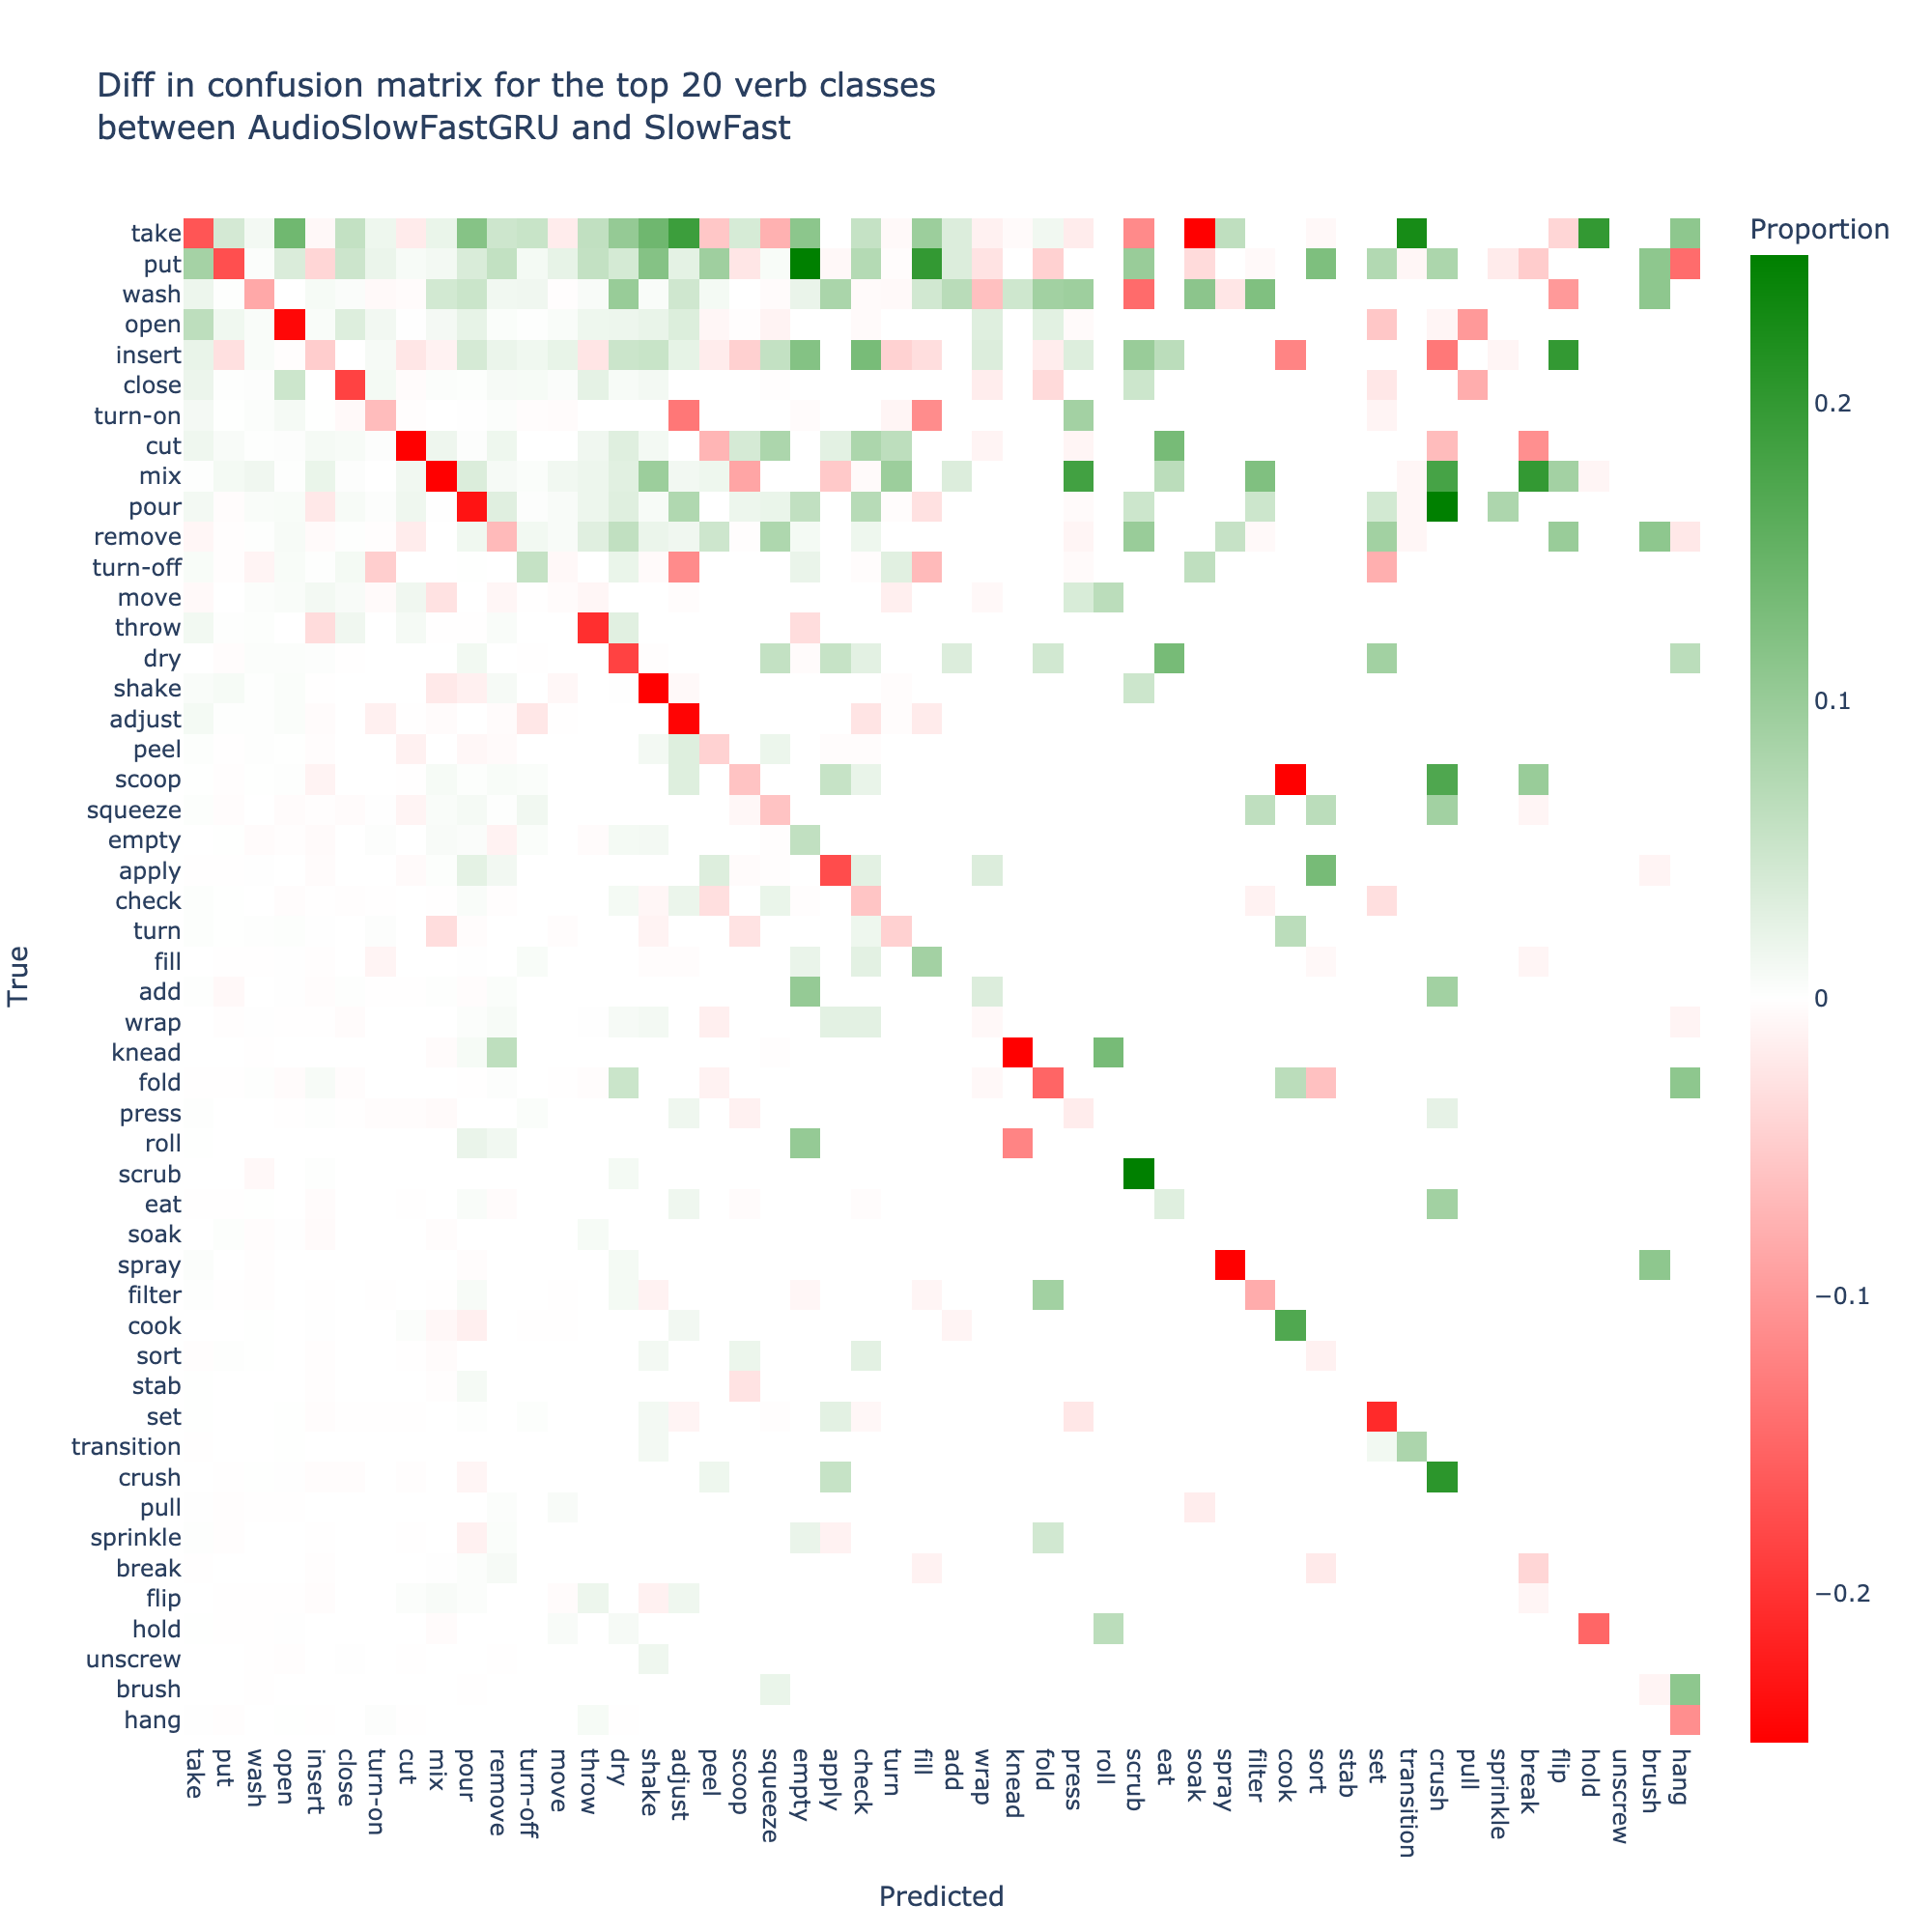 Diff in confusion matrix for the top 20 verb classes
between AudioSlowFastGRU and SlowFast
Proportion
take
put
wash
open
insert
close
turn-on
cut
mix
pour
remove
turn-off
move
throw
dry
shake
adjust
peel
scoop
squeeze
empty
apply
check
turn
fill
add
wrap
knead
fold
press
roll
scrub
eat
soak
spray
filter
cook
sort
stab
set
transition
crush
pull
sprinkle
break
flip
hold
unscrew
brush
hang
True
0.2
0.1
0
−0.1
−0.2
take
put
wash
open
insert
close
turn-on
cut
mix
pour
remove
turn-off
move
throw
dry
shake
adjust
peel
scoop
squeeze
empty
apply
check
turn
fill
add
wrap
knead
fold
press
roll
scrub
eat
soak
spray
filter
cook
sort
stab
set
transition
crush
pull
sprinkle
break
flip
hold
unscrew
brush
hang
Predicted